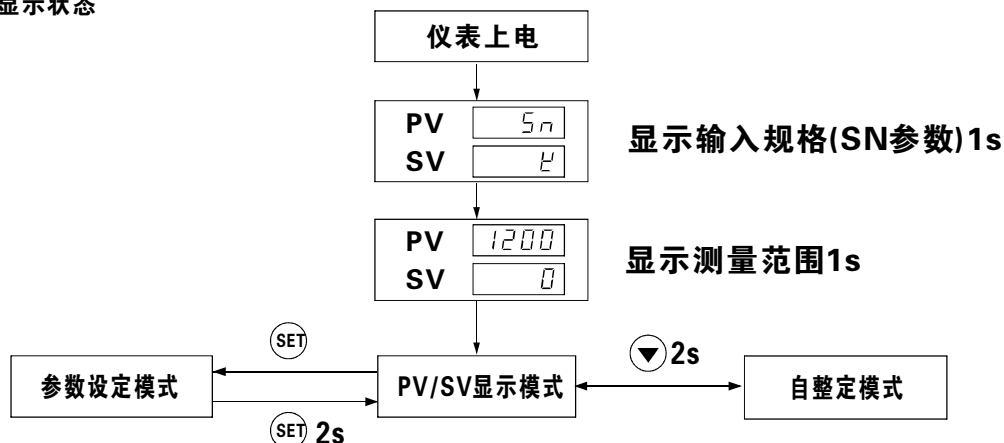 显示状态
仪表上电
PV Sn
SV K
显示输入规格(SN参数)1s
PV 1200
SV 0
显示测量范围1s
SET
▼ 2s
参数设定模式
PV/SV显示模式
自整定模式
SET 2s